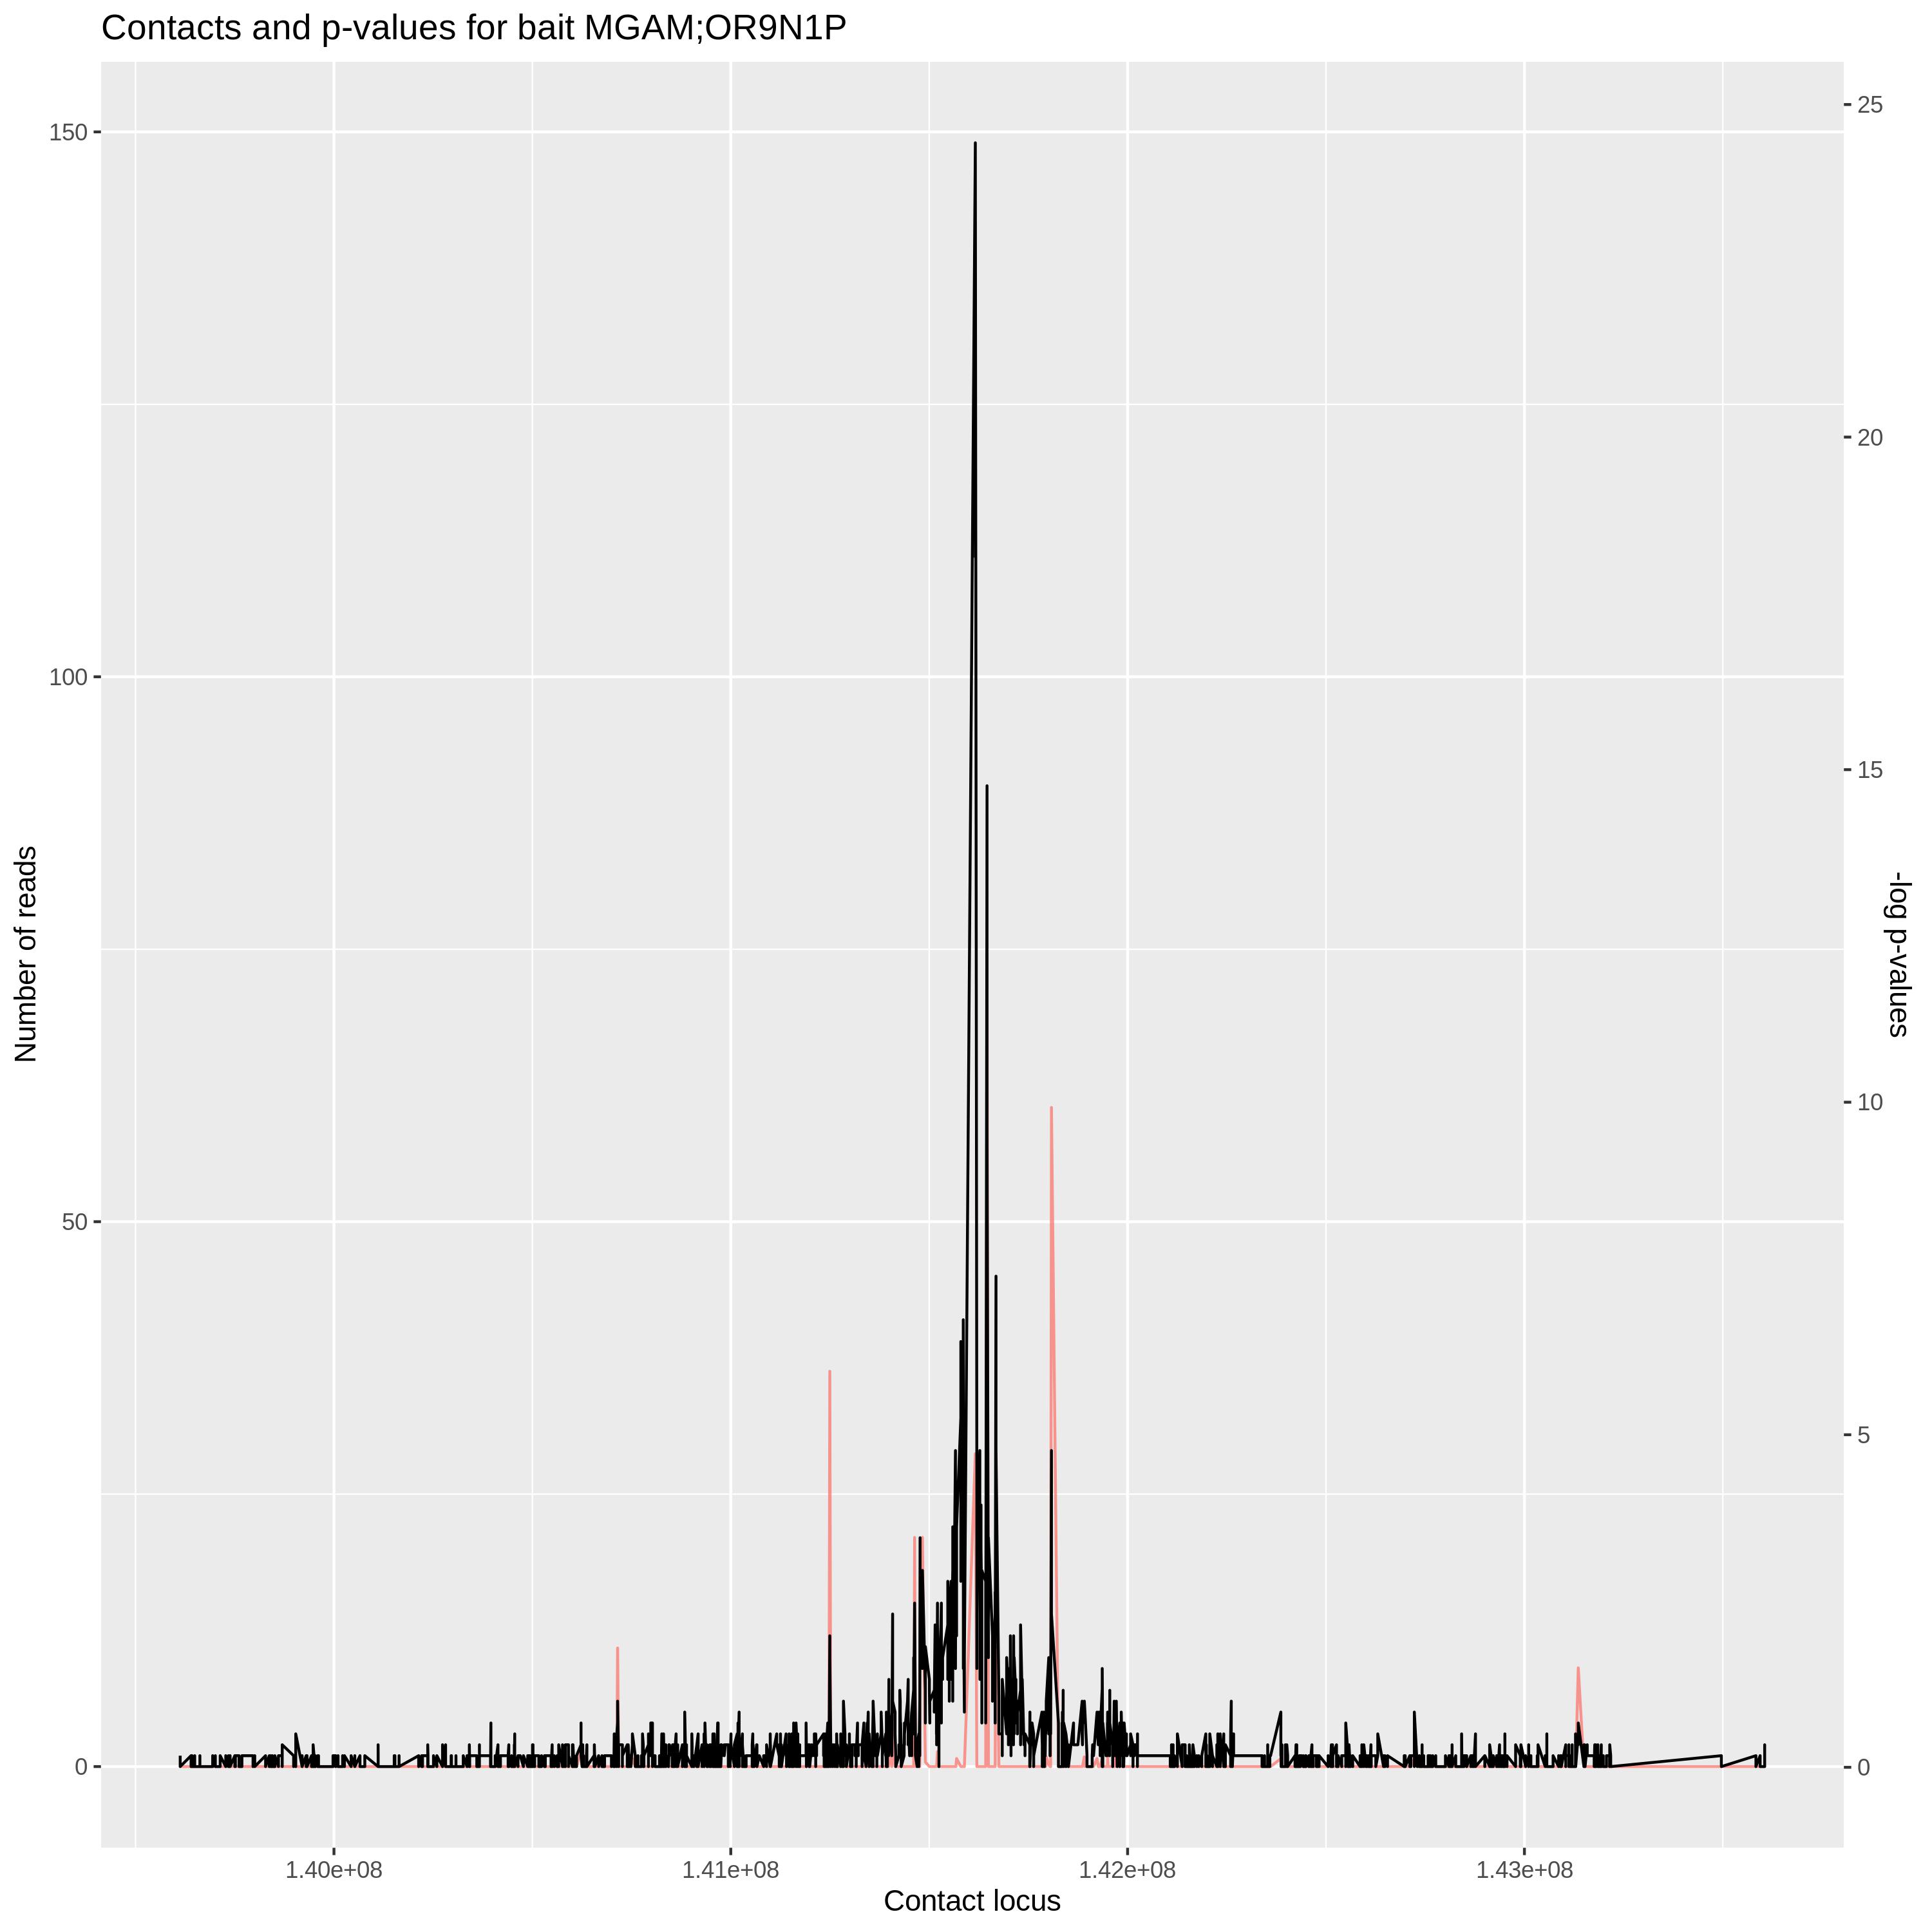 Contacts and p-values for bait MGAM;OR9N1P
150
100
50
0
Number of reads
25
20
15
10
5
0
-log p-values
1.40e+08
1.41e+08
1.42e+08
1.43e+08
Contact locus